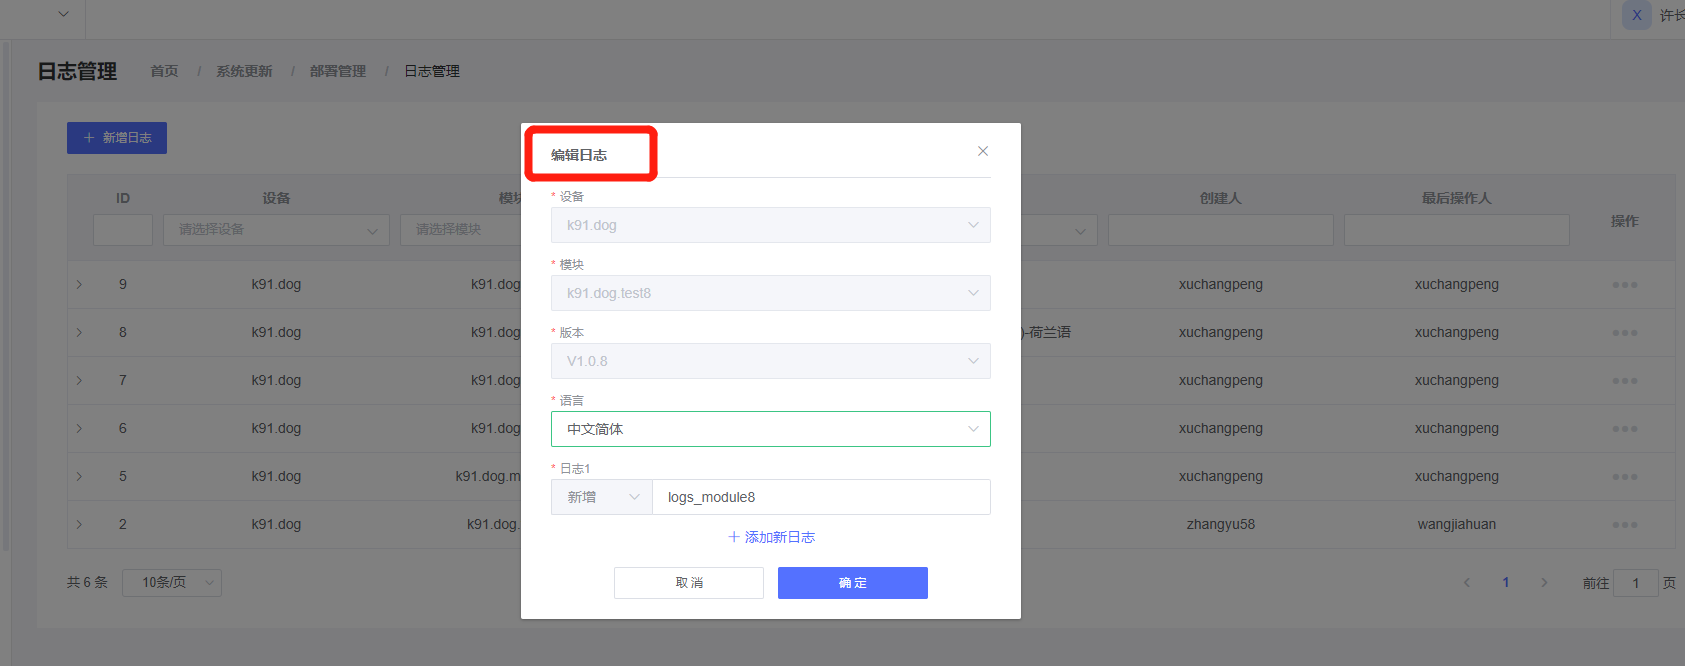 X 许长
日志管理 首页 / 系统更新 / 部署管理 / 日志管理
+ 新增日志
编辑日志
* 设备
k91.dog
* 模块
k91.dog.test8
* 版本
V1.0.8
* 语言
中文简体
* 日志1
新增 logs_module8
+ 添加新日志
取 消 确 定
ID 设备 模块 创建人 最后操作人 操作
请选择设备 请选择模块
9 k91.dog k91.dog xuchangpeng xuchangpeng
8 k91.dog k91.dog )-荷兰语 xuchangpeng xuchangpeng
7 k91.dog k91.dog xuchangpeng xuchangpeng
6 k91.dog k91.dog xuchangpeng xuchangpeng
5 k91.dog k91.dog.m xuchangpeng xuchangpeng
2 k91.dog k91.dog. zhangyu58 wangjiahuan
共 6 条 10条/页 1 前往 1 页